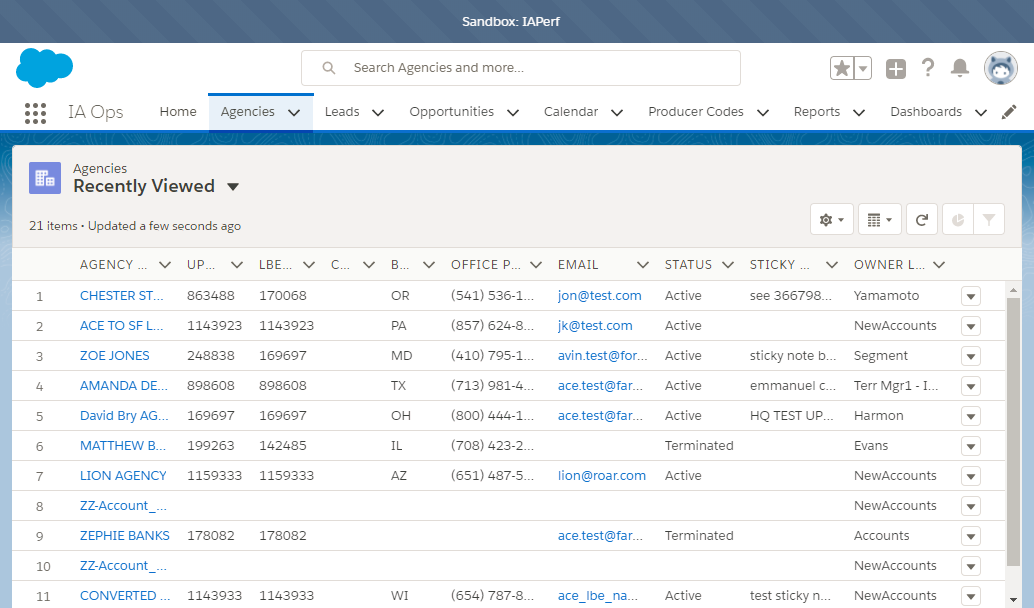 Sandbox: IAPerf
Search Agencies and more...
IA Ops Home Agencies Leads Opportunities Calendar Producer Codes Reports Dashboards
Agencies
Recently Viewed
21 items • Updated a few seconds ago
AGENCY ... UP... LBE... C... B... OFFICE P... EMAIL STATUS STICKY ... OWNER L...
1 CHESTER ST... 863488 170068 OR (541) 536-1... jon@test.com Active see 366798... Yamamoto
2 ACE TO SF L... 1143923 1143923 PA (857) 624-8... jk@test.com Active NewAccounts
3 ZOE JONES 248838 169697 MD (410) 795-1... avin.test@for... Active sticky note b... Segment
4 AMANDA DE... 898608 898608 TX (713) 981-4... ace.test@far... Active emmanuel c... Terr Mgr1 - I...
5 David Bry AG... 169697 169697 OH (800) 444-1... ace.test@far... Active HQ TEST UP... Harmon
6 MATTHEW B... 199263 142485 IL (708) 423-2... Terminated Evans
7 LION AGENCY 1159333 1159333 AZ (651) 487-5... lion@roar.com Active NewAccounts
8 ZZ-Account_... NewAccounts
9 ZEPHIE BANKS 178082 178082 ace.test@far... Terminated Accounts
10 ZZ-Account_... NewAccounts
11 CONVERTED ... 1143933 1143933 WI (654) 787-8... ace_lbe_na... Active test sticky n... NewAccounts